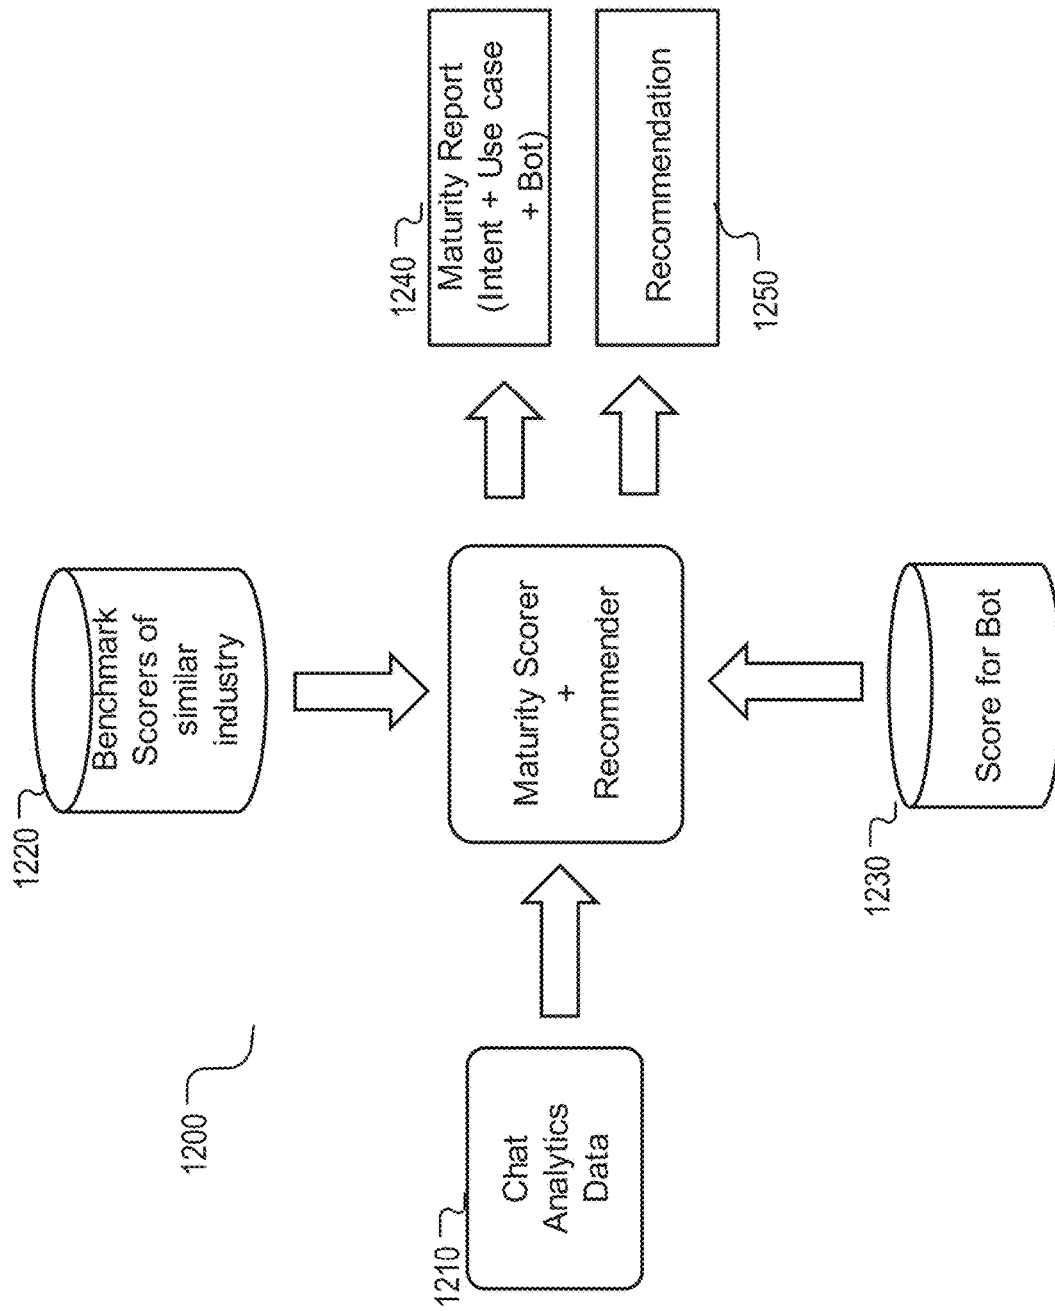 1220
Benchmark
Scorers of
similar
industry
1200
1210
Chat
Analytics
Data
Maturity Scorer
+
Recommender
1240
Maturity Report
(Intent + Use case
+ Bot)
Recommendation
1250
1230
Score for Bot